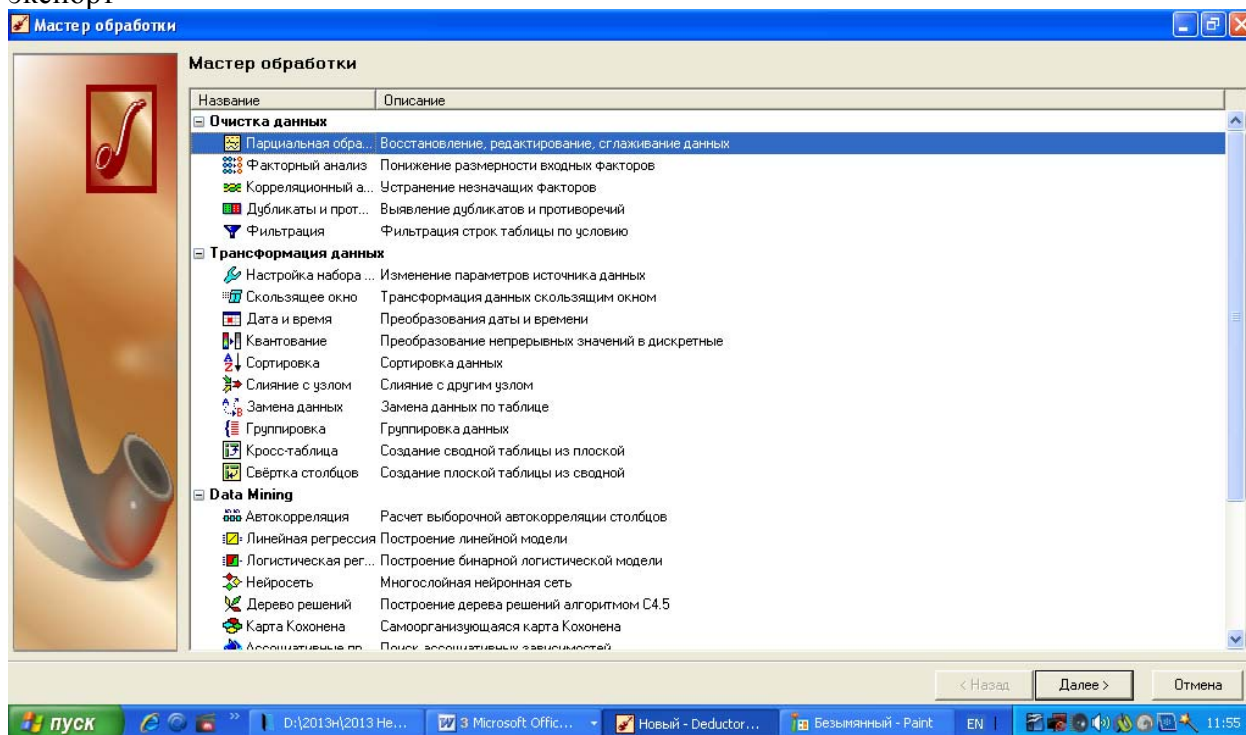 экспорт
Мастер обработки
Мастер обработки
Название Описание
Очистка данных
Парциальная обра... Восстановление, редактирование, сглаживание данных
Факторный анализ Понижение размерности входных факторов
Корреляционный а... Устранение незначащих факторов
Дубликаты и прот... Выявление дубликатов и противоречий
Фильтрация Фильтрация строк таблицы по условию
Трансформация данных
Настройка набора ... Изменение параметров источника данных
Скользящее окно Трансформация данных скользящим окном
Дата и время Преобразования даты и времени
Квантование Преобразование непрерывных значений в дискретные
Сортировка Сортировка данных
Слияние с узлом Слияние с другим узлом
Замена данных Замена данных по таблице
Группировка Группировка данных
Кросс-таблица Создание сводной таблицы из плоской
Свёртка столбцов Создание плоской таблицы из сводной
Data Mining
Автокорреляция Расчет выборочной автокорреляции столбцов
Линейная регрессия Построение линейной модели
Логистическая рег... Построение бинарной логистической модели
Нейросеть Многослойная нейронная сеть
Дерево решений Построение дерева решений алгоритмом C4.5
Карта Кохонена Самоорганизующаяся карта Кохонена
Ассоциативные пр... Поиск ассоциативных зависимостей
< Назад Далее > Отмена
пуск D:\2013н\2013 Не... 3 Microsoft Offic... Новый - Deductor... Безымянный - Paint EN 11:55